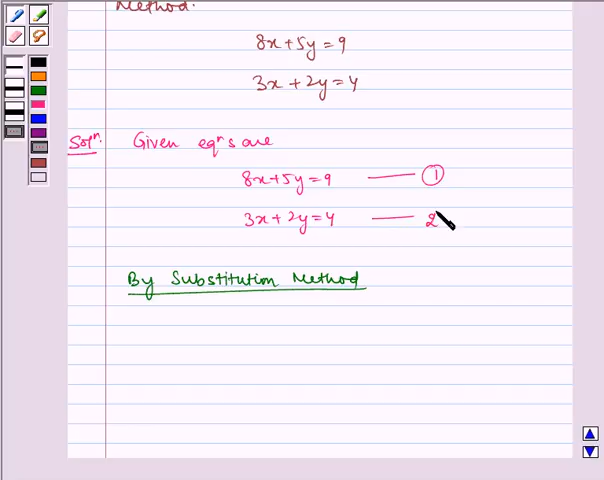 Method.
8x+5y=9
3x+2y=4
Solⁿ. Given eqⁿs are
8x+5y=9 —— ①
3x+2y=4 —— 2
By Substitution Method